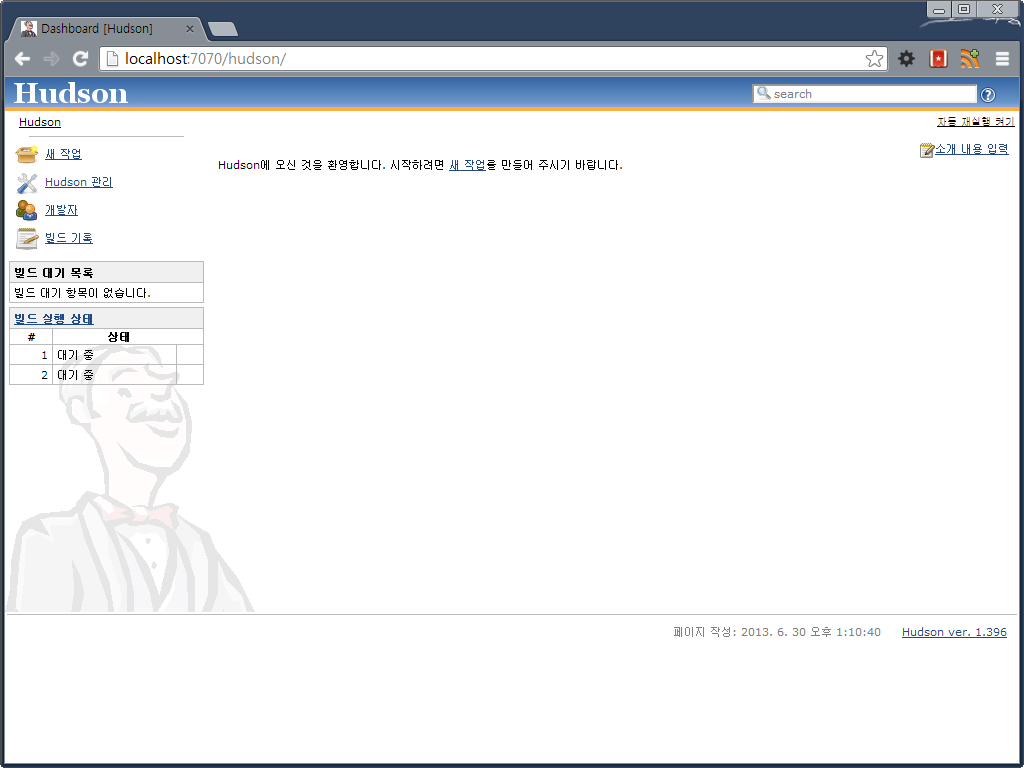 Dashboard [Hudson]
localhost:7070/hudson/
Hudson
search
Hudson
자동 재실행 켜기
새 작업
Hudson 관리
개발자
빌드 기록
소개 내용 입력
Hudson에 오신 것을 환영합니다. 시작하려면 새 작업을 만들어 주시기 바랍니다.
빌드 대기 목록
빌드 대기 항목이 없습니다.
빌드 실행 상태
# 상태
1 대기 중
2 대기 중
페이지 작성: 2013. 6. 30 오후 1:10:40 Hudson ver. 1.396